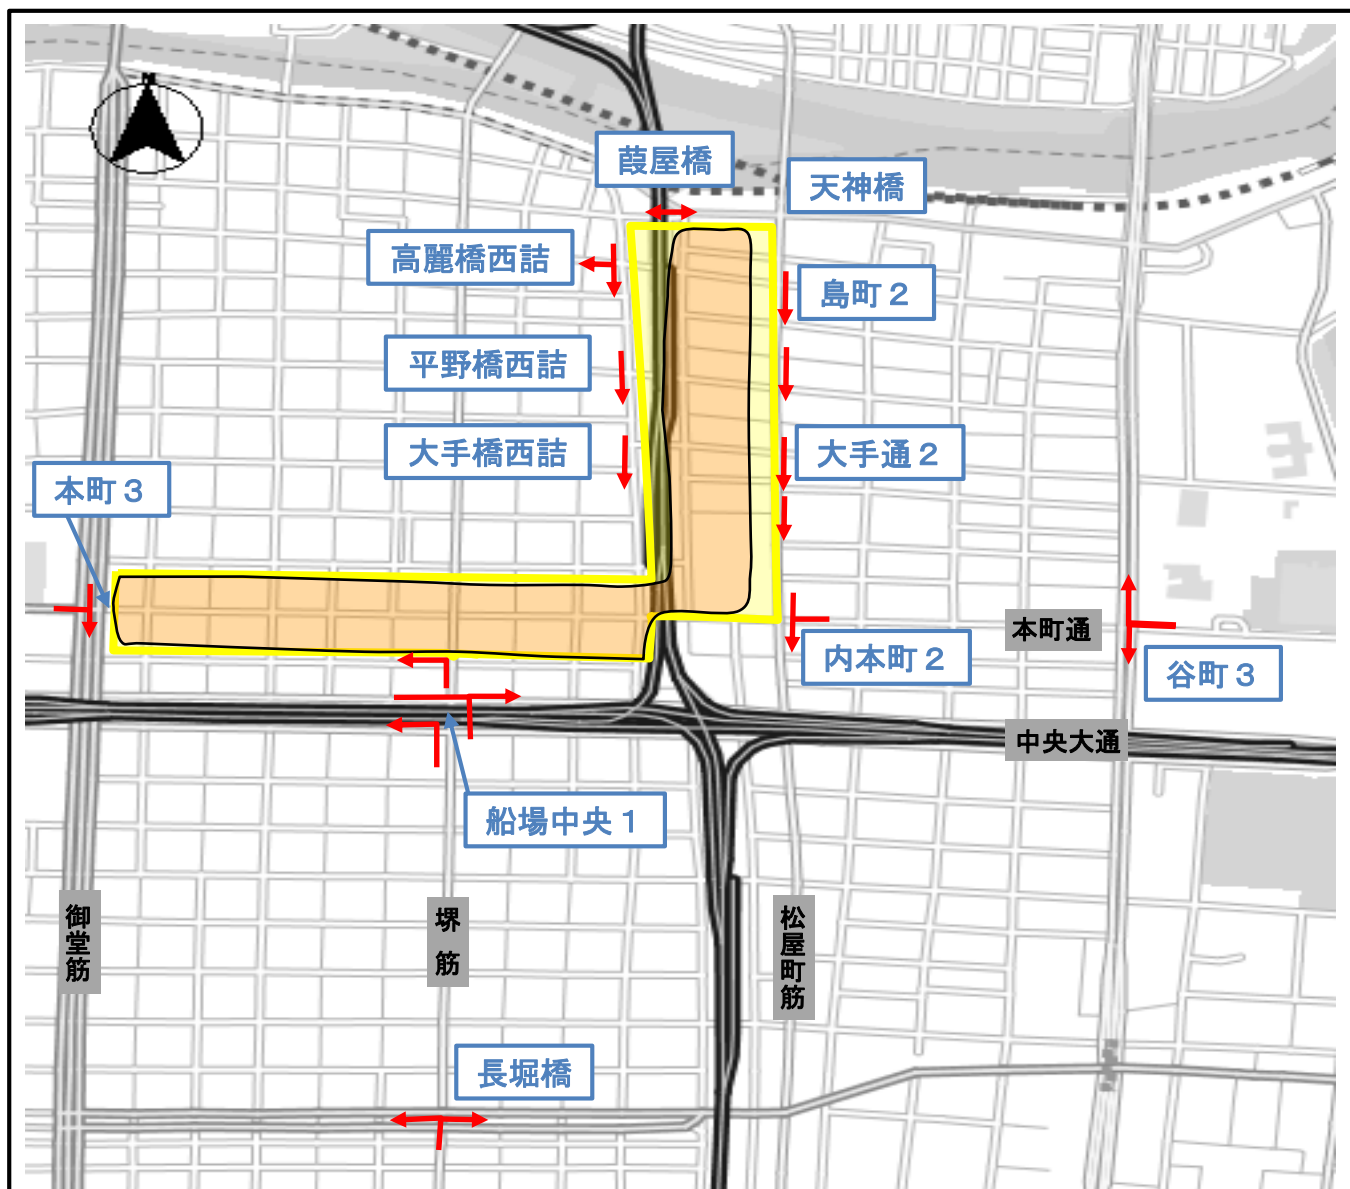 N
葭屋橋
天神橋
高麗橋西詰
島町２
平野橋西詰
大手橋西詰
大手通２
本町３
本町通
内本町２
谷町３
中央大通
船場中央１
御堂筋
堺筋
松屋町筋
長堀橋